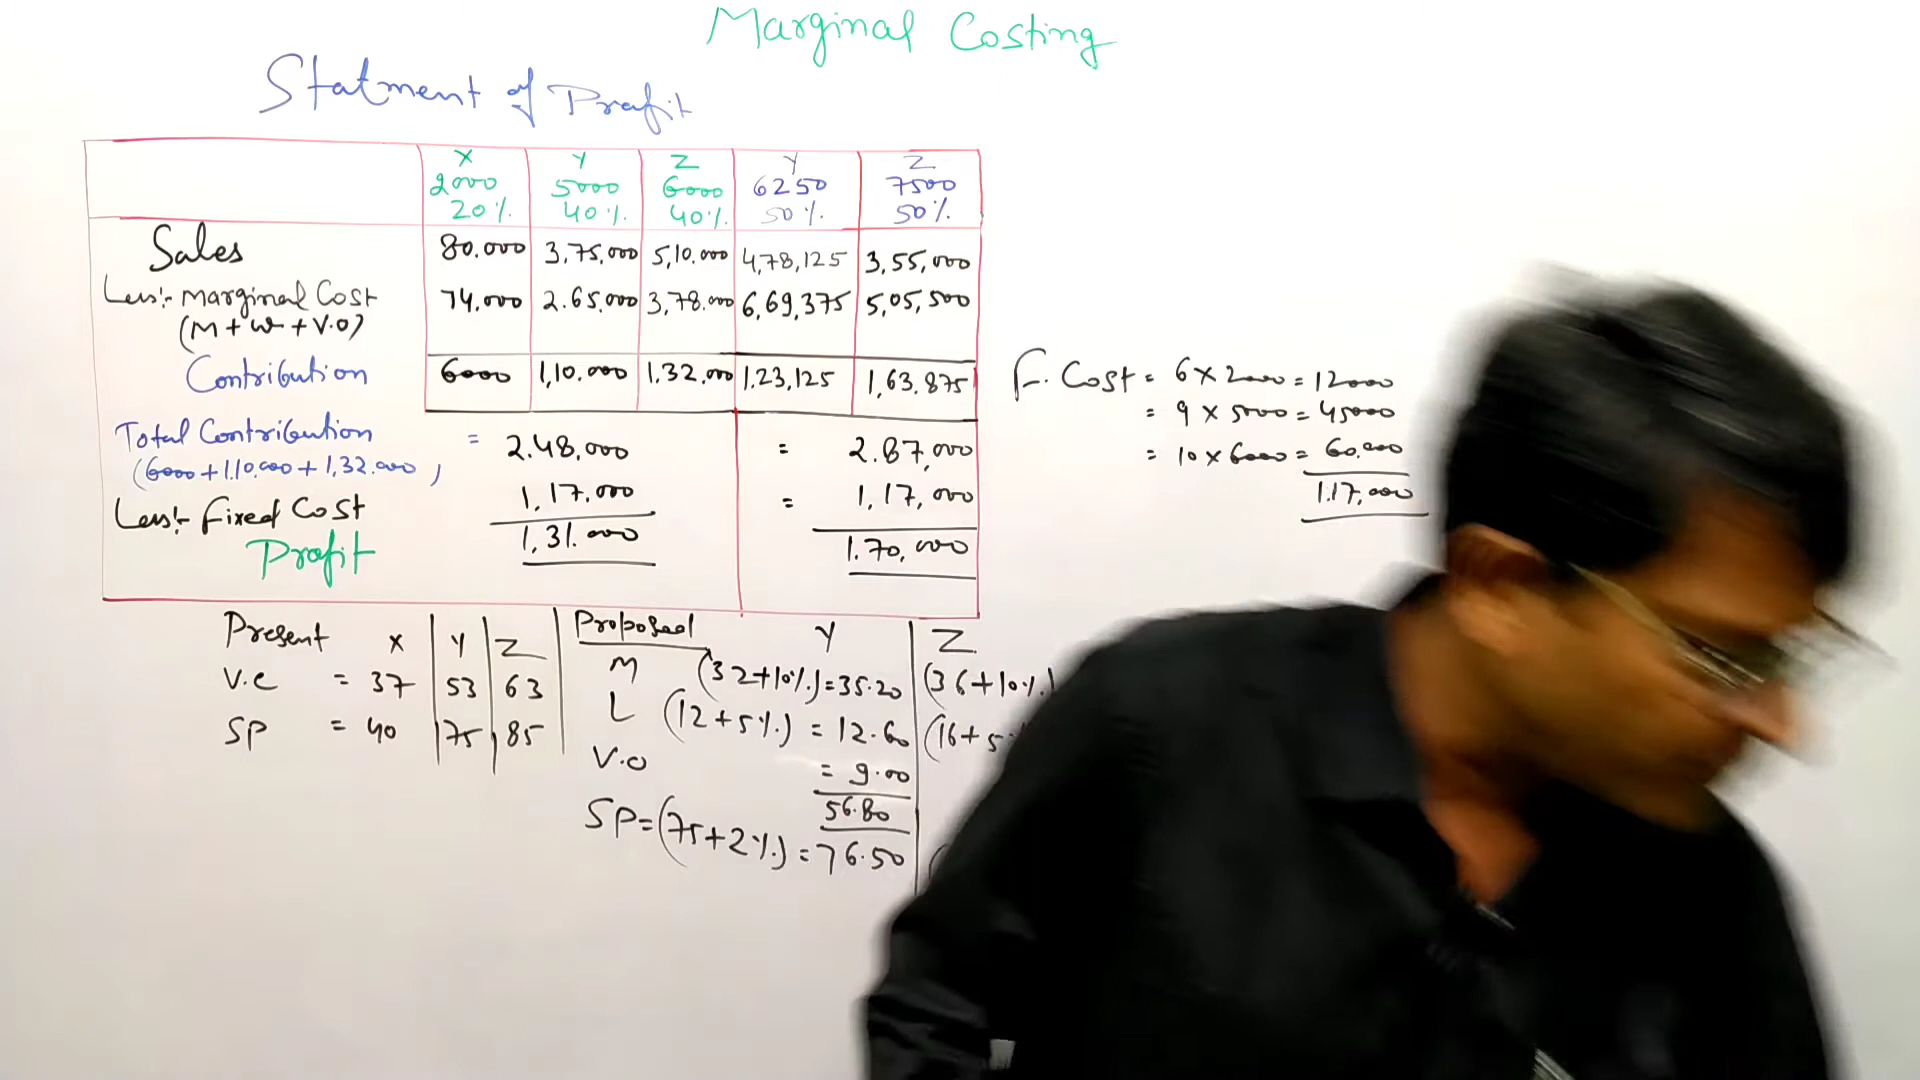 Marginal Costing
Statment of Profit
X Y Z Y Z
2000 5000 6000 6250 7500
20% 40% 40% 50% 50%
Sales 80.000 3,75,000 5,10.000 4,78,125 3,55,000
Less:- Marginal Cost 74,000 2.65,000 3,78.000 6,69,375 5,05,500
(M+W+V.O)
Contribution 6000 1,10.000 1.32.000 1.23,125 1,63.875
Total Contribution = 2.48,000 = 2.87,000
(6000+1.10.000+1,32.000)
Less:- Fixed Cost 1,17.000 = 1,17,000
Profit 1,31.000 1.70,000
F. Cost = 6 x 2000 = 12000
= 9 x 5000 = 45000
= 10 x 6000 = 60,000
1.17,000
Present X Y Z
V.C = 37 53 63
SP = 40 75 85
Proposed Y Z
M (32+10%)=35.20 (36+10%)
L (12+5%) = 12.60 (16+5
V.O = 9.00
56.80
SP=(75+2%) = 76.50